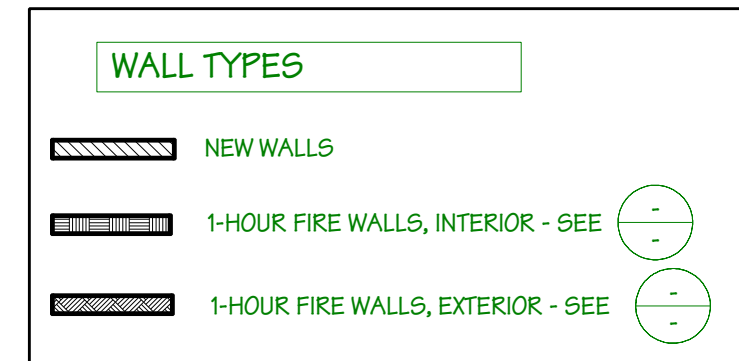 WALL TYPES
NEW WALLS
1-HOUR FIRE WALLS, INTERIOR - SEE
-
-
1-HOUR FIRE WALLS, EXTERIOR - SEE
-
-